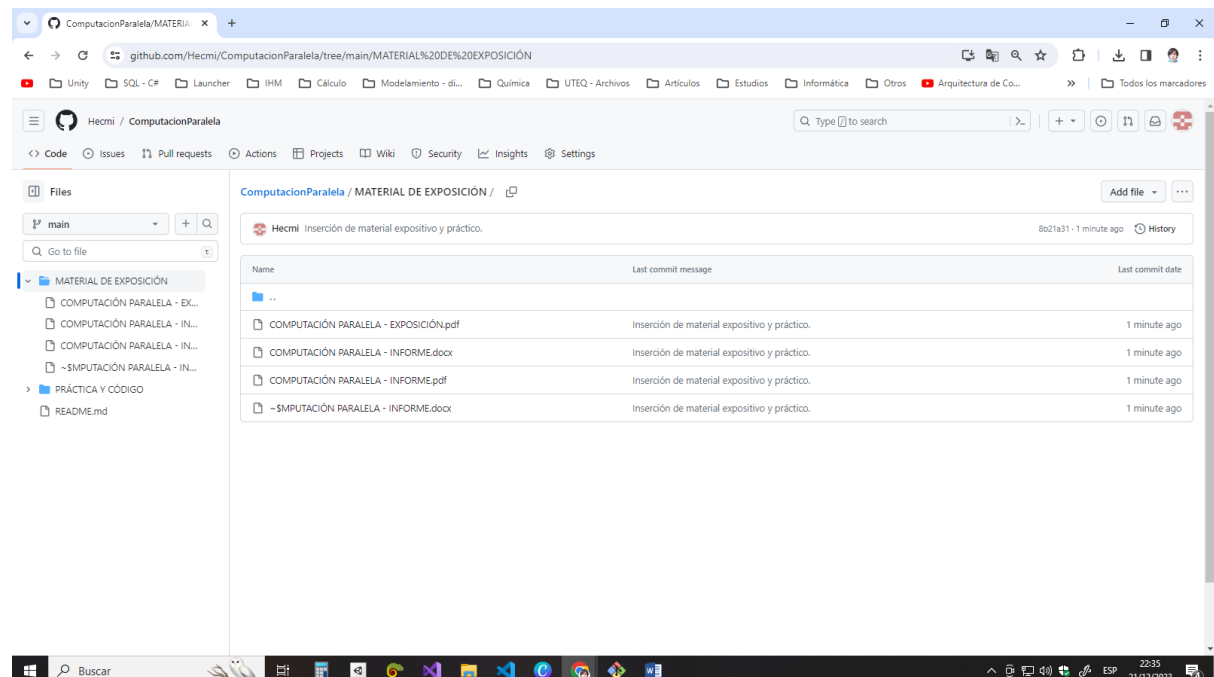 ComputacionParalela/MATERIA
github.com/Hecmi/ComputacionParalela/tree/main/MATERIAL%20DE%20EXPOSICIÓN
Unity SQL - C# Launcher IHM Cálculo Modelamiento - di... Química UTEQ - Archivos Artículos Estudios Informática Otros Arquitectura de Co... » Todos los marcadores
Hecmi / ComputacionParalela
Type / to search
Code Issues Pull requests Actions Projects Wiki Security Insights Settings
Files
ComputacionParalela / MATERIAL DE EXPOSICIÓN /
Add file
main
Hecmi Inserción de material expositivo y práctico.
8b21a31 · 1 minute ago History
Go to file t
Name Last commit message Last commit date
MATERIAL DE EXPOSICIÓN
COMPUTACIÓN PARALELA - EX...
COMPUTACIÓN PARALELA - IN...
COMPUTACIÓN PARALELA - IN...
~$MPUTACIÓN PARALELA - IN...
PRÁCTICA Y CÓDIGO
README.md
..
COMPUTACIÓN PARALELA - EXPOSICIÓN.pdf Inserción de material expositivo y práctico. 1 minute ago
COMPUTACIÓN PARALELA - INFORME.docx Inserción de material expositivo y práctico. 1 minute ago
COMPUTACIÓN PARALELA - INFORME.pdf Inserción de material expositivo y práctico. 1 minute ago
~$MPUTACIÓN PARALELA - INFORME.docx Inserción de material expositivo y práctico. 1 minute ago
Buscar
ESP
22:35
21/12/2023